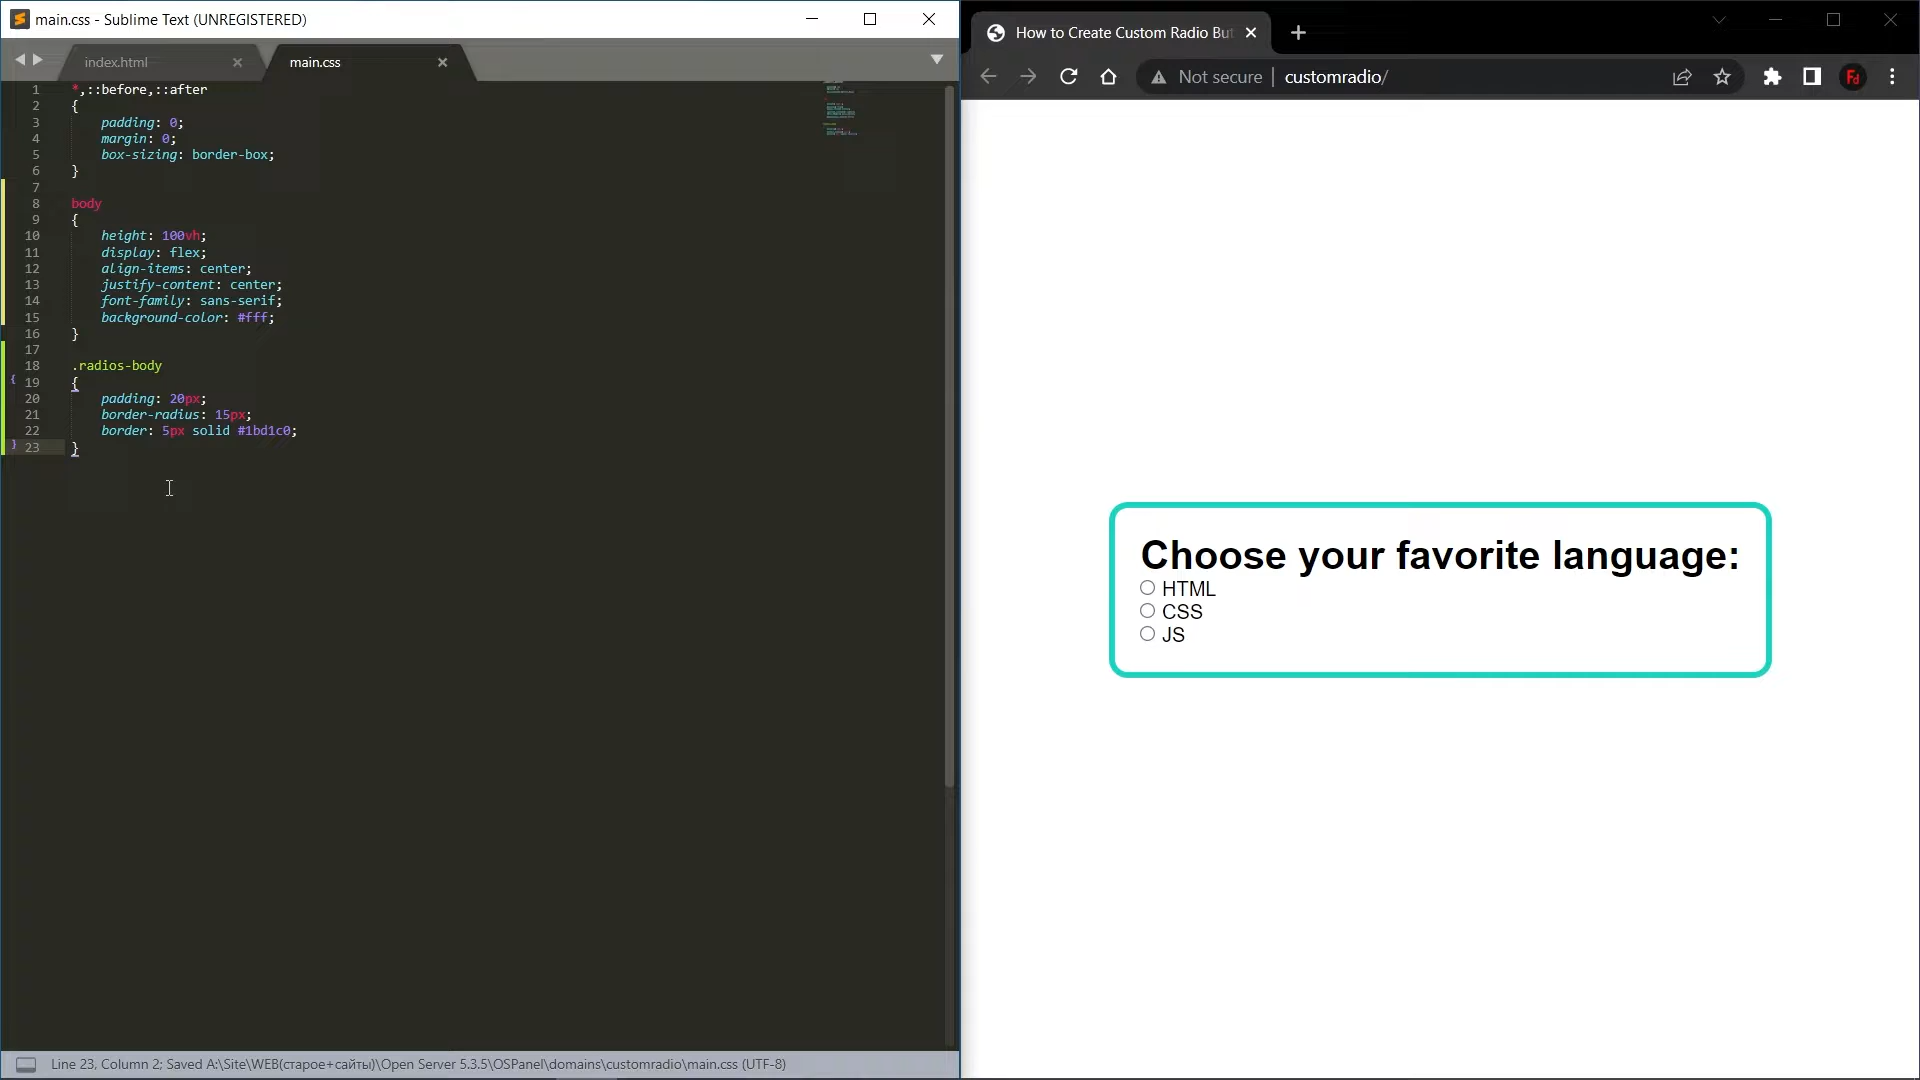 main.css - Sublime Text (UNREGISTERED)
index.html
main.css
1 *,::before,::after
2 {
3 padding: 0;
4 margin: 0;
5 box-sizing: border-box;
6 }
7
8 body
9 {
10 height: 100vh;
11 display: flex;
12 align-items: center;
13 justify-content: center;
14 font-family: sans-serif;
15 background-color: #fff;
16 }
17
18 .radios-body
19 {
20 padding: 20px;
21 border-radius: 15px;
22 border: 5px solid #1bd1c0;
23 }
Line 23, Column 2; Saved A:\Site\WEB(старое+сайты)\Open Server 5.3.5\OSPanel\domains\customradio\main.css (UTF-8)
How to Create Custom Radio But
Not secure
customradio/
Fd
Choose your favorite language:
HTML
CSS
JS